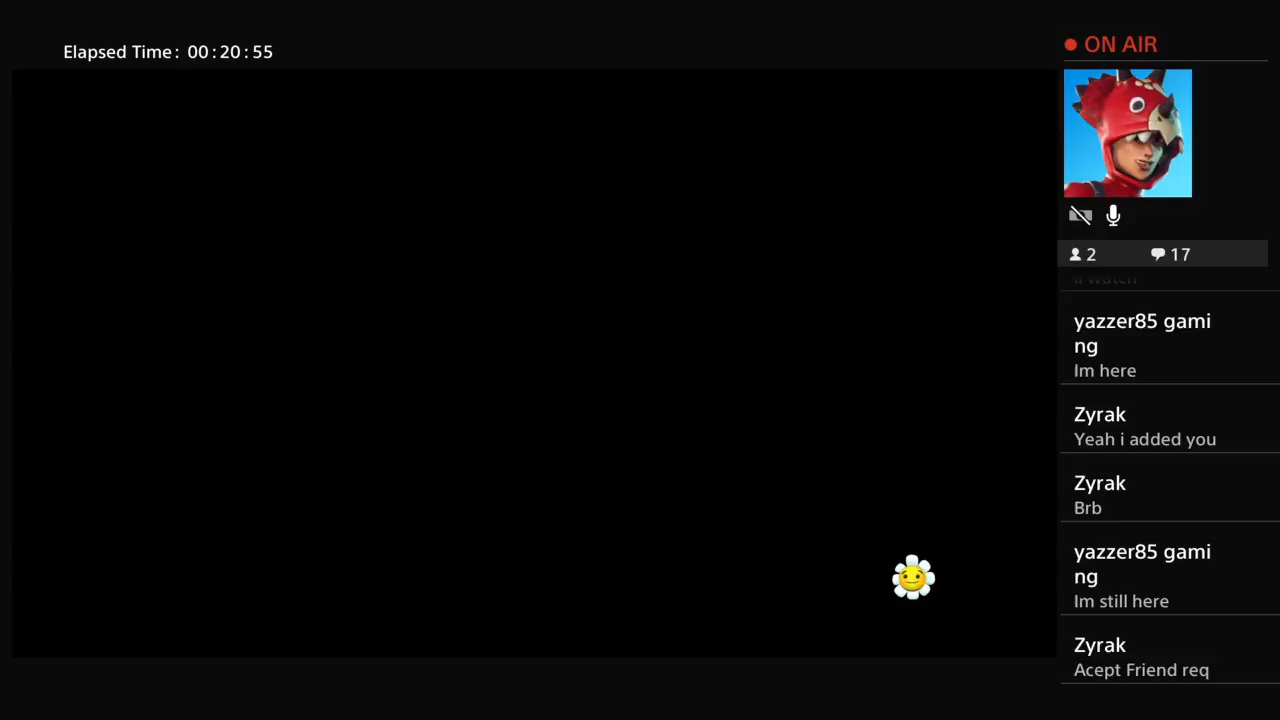 Elapsed Time: 00:20:55
ON AIR
2 17
yazzer85 gami
ng
Im here
Zyrak
Yeah i added you
Zyrak
Brb
yazzer85 gami
ng
Im still here
Zyrak
Acept Friend req